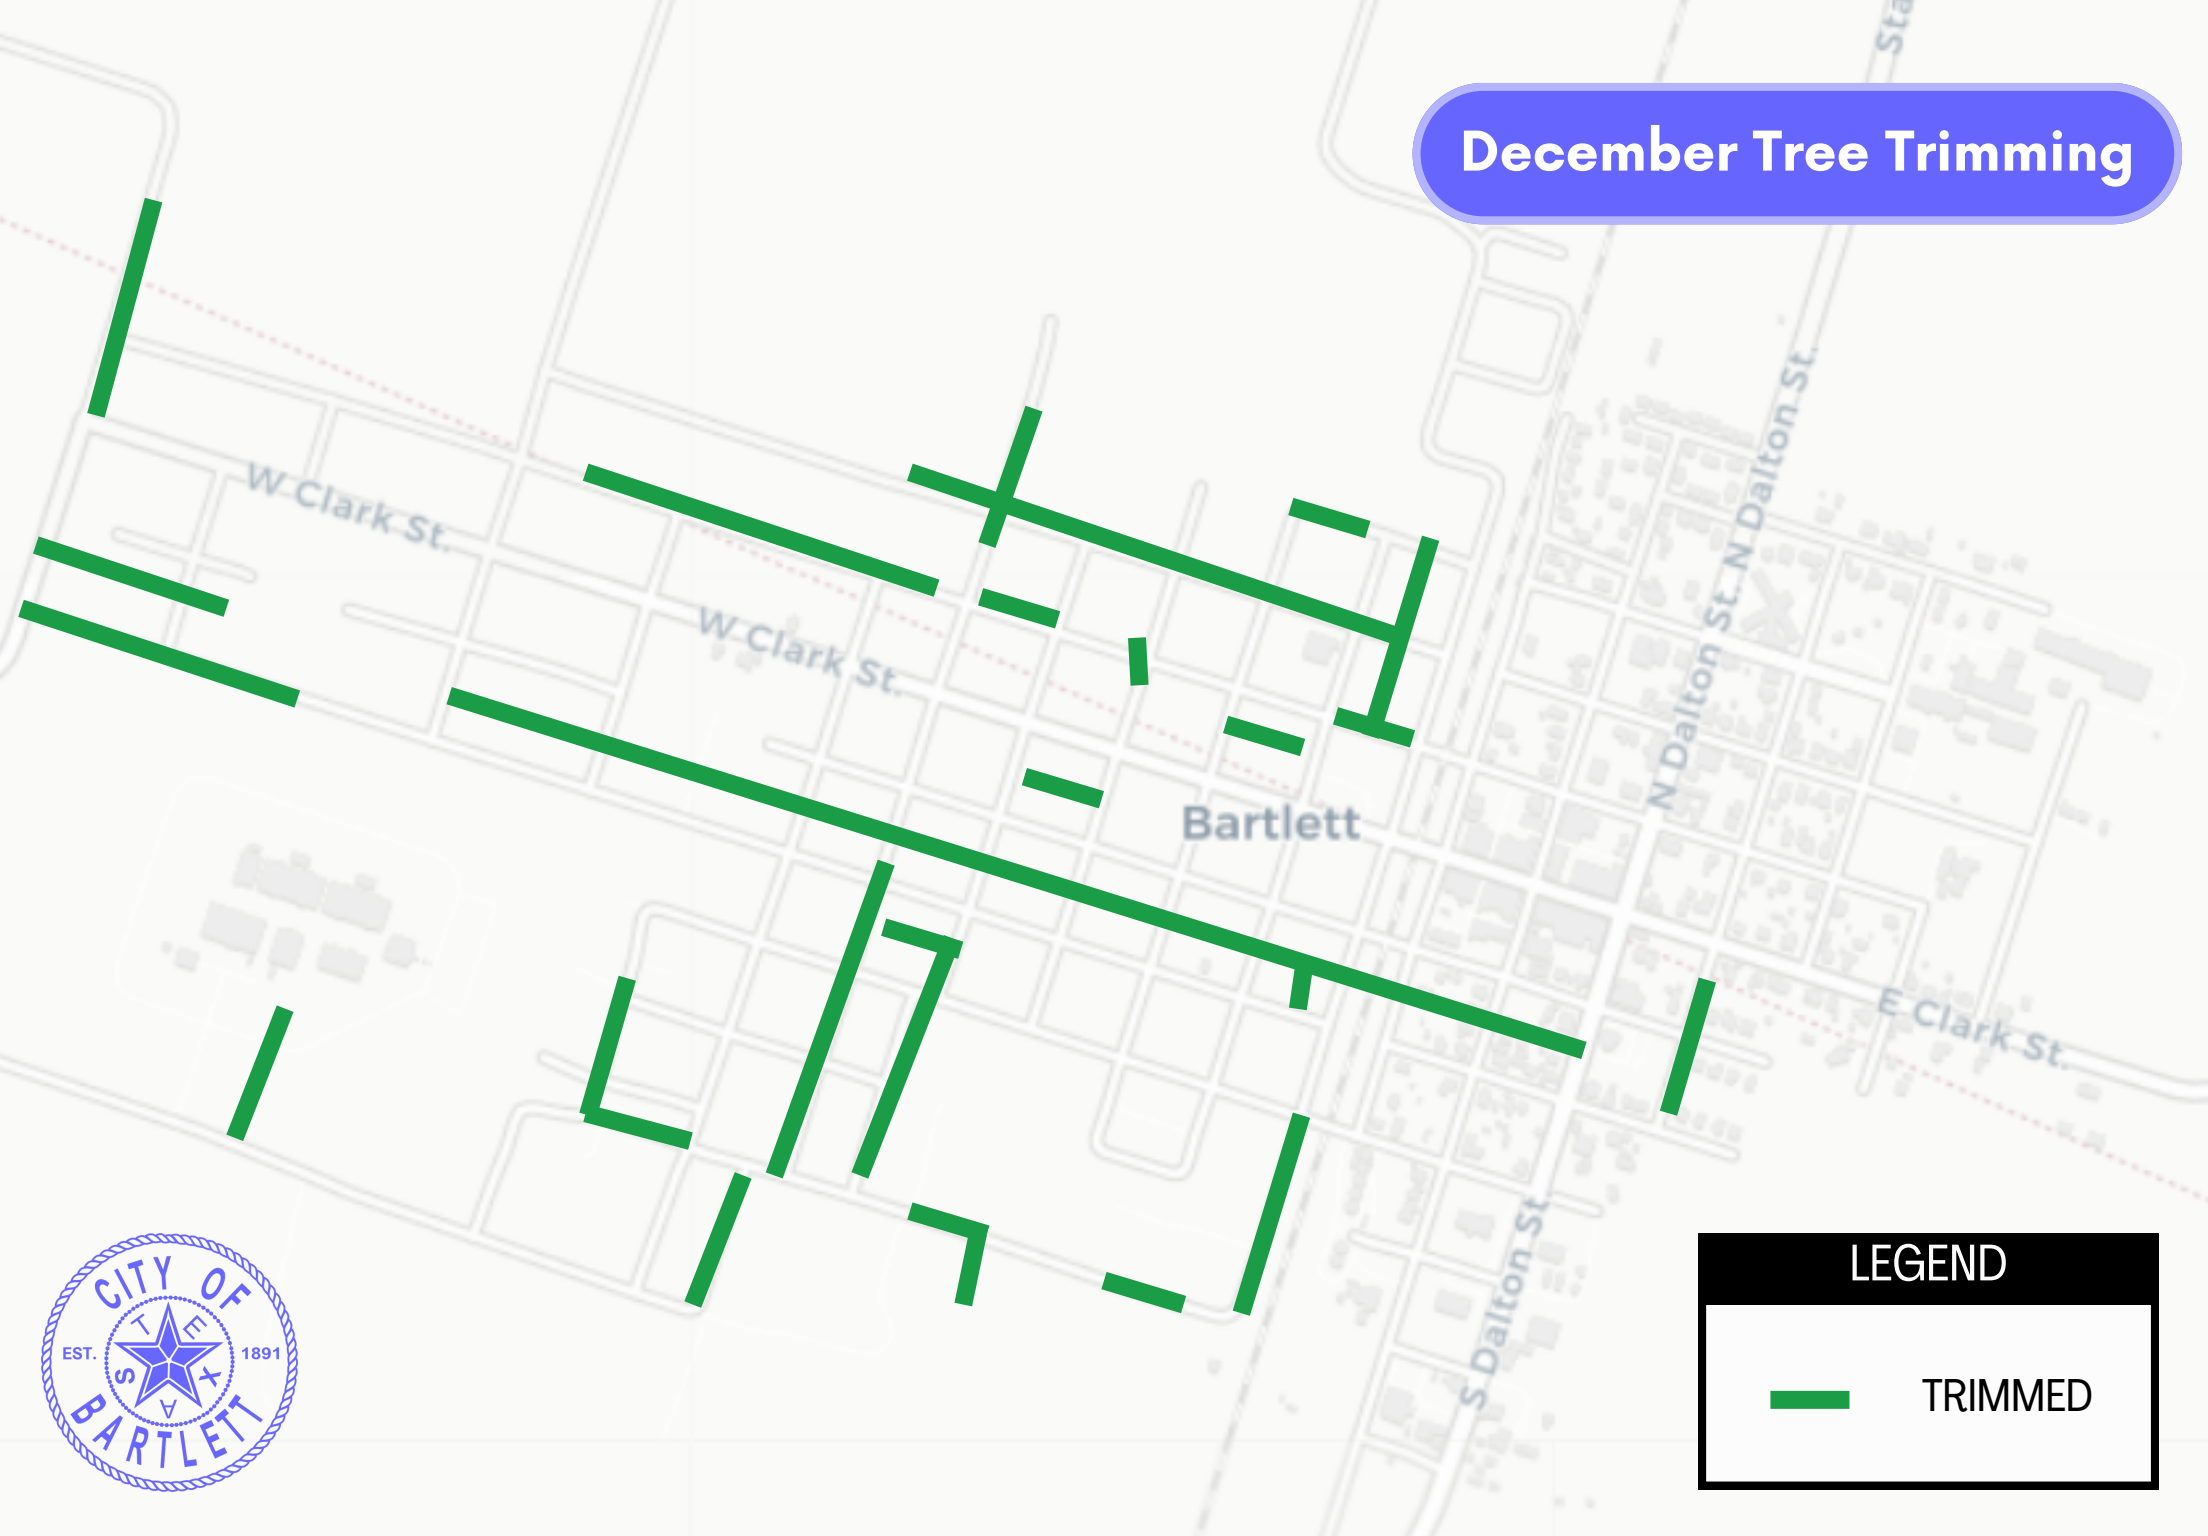 Sta
December Tree Trimming
N Dalton St.
W Clark St.
N Dalton St.
W Clark St.
Bartlett
E Clark St.
S Dalton St
LEGEND
TRIMMED
CITY OF
TEXAS
EST. 1891
BARTLETT